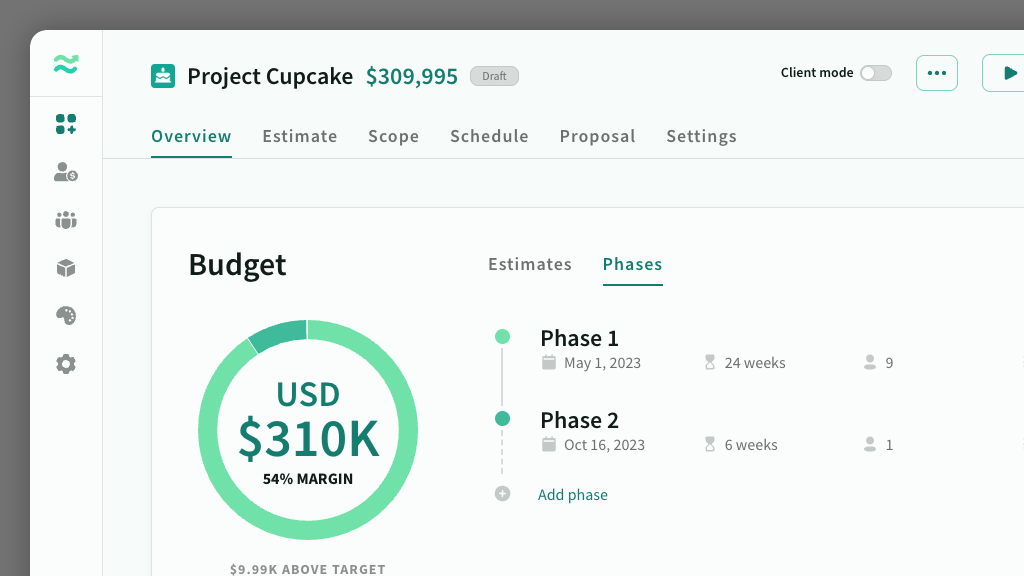 Project Cupcake $309,995 Draft
Client mode
Overview Estimate Scope Schedule Proposal Settings
Budget
Estimates Phases
USD
$310K
54% MARGIN
$9.99K ABOVE TARGET
Phase 1
May 1, 2023 24 weeks 9
Phase 2
Oct 16, 2023 6 weeks 1
Add phase